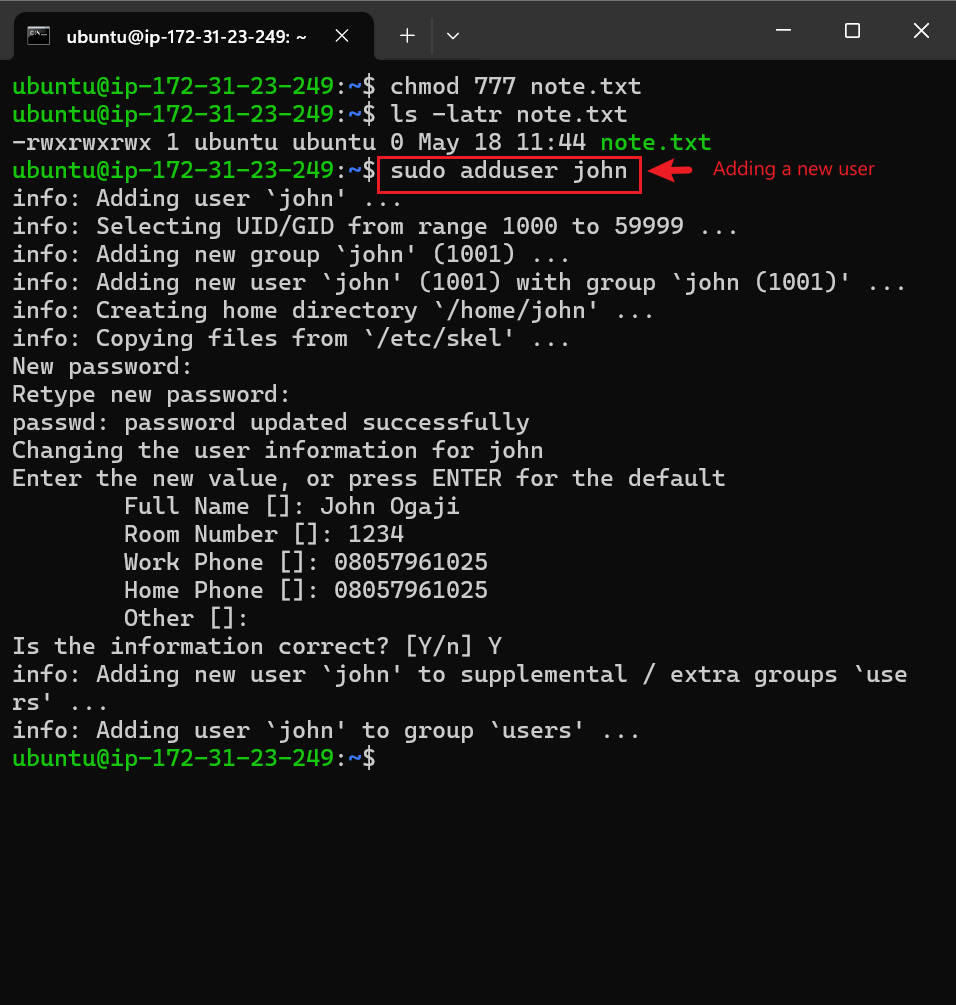 ubuntu@ip-172-31-23-249: ~
ubuntu@ip-172-31-23-249:~$ chmod 777 note.txt
ubuntu@ip-172-31-23-249:~$ ls -latr note.txt
-rwxrwxrwx 1 ubuntu ubuntu 0 May 18 11:44 note.txt
ubuntu@ip-172-31-23-249:~$ sudo adduser john Adding a new user
info: Adding user `john' ...
info: Selecting UID/GID from range 1000 to 59999 ...
info: Adding new group `john' (1001) ...
info: Adding new user `john' (1001) with group `john (1001)' ...
info: Creating home directory `/home/john' ...
info: Copying files from `/etc/skel' ...
New password:
Retype new password:
passwd: password updated successfully
Changing the user information for john
Enter the new value, or press ENTER for the default
Full Name []: John Ogaji
Room Number []: 1234
Work Phone []: 08057961025
Home Phone []: 08057961025
Other []:
Is the information correct? [Y/n] Y
info: Adding new user `john' to supplemental / extra groups `use
rs' ...
info: Adding user `john' to group `users' ...
ubuntu@ip-172-31-23-249:~$